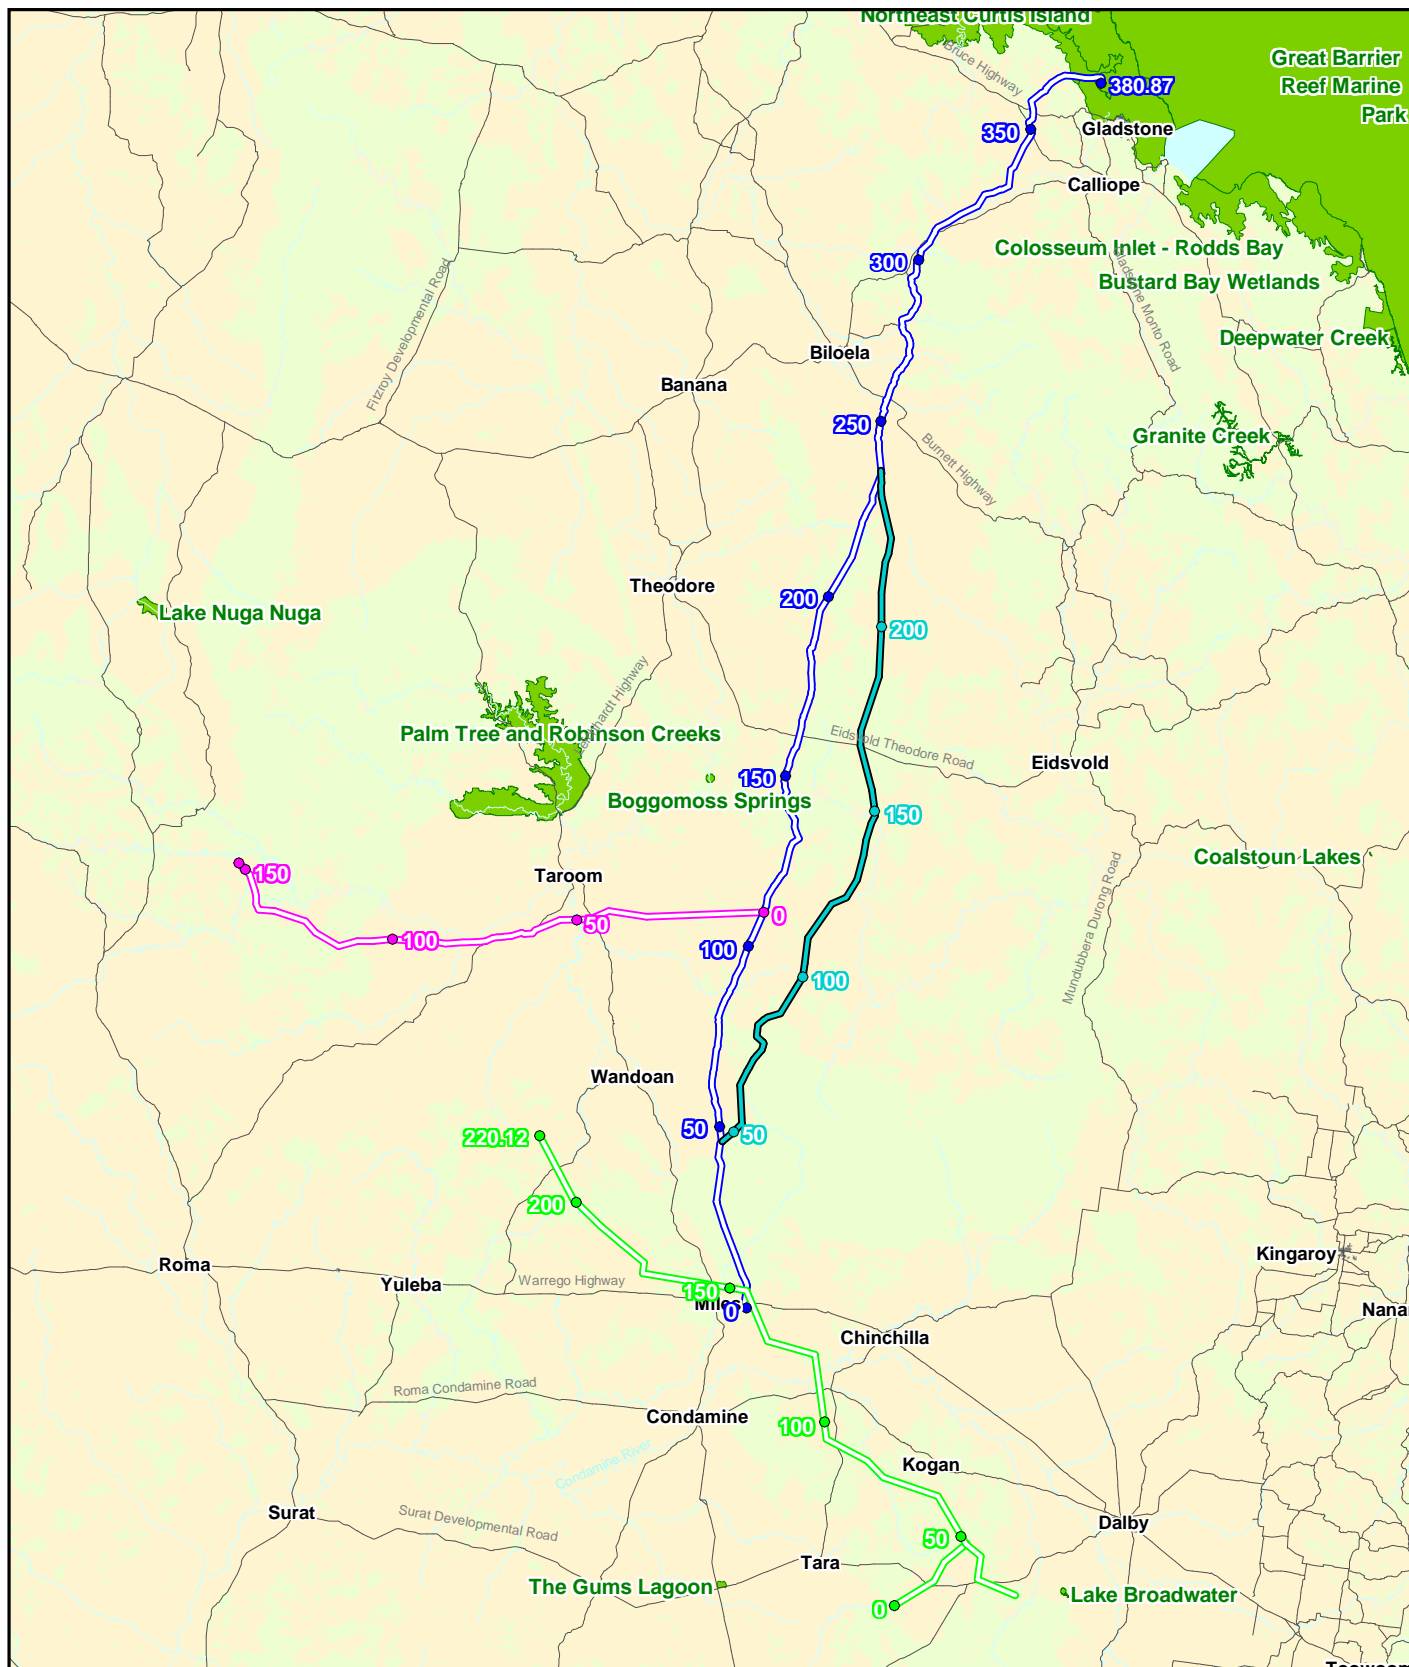 Northeast Curtis Island
Great Barrier
Reef Marine
Park
Bruce Highway
380.87
350
Gladstone
Calliope
Colosseum Inlet - Rodds Bay
300
Fitzroy Developmental Road
Bustard Bay Wetlands
Gladstone Monto Road
Deepwater Creek
Biloela
Banana
250
Granite Creek
Burnett Highway
Theodore
200
Lake Nuga Nuga
200
Leichhardt Highway
Palm Tree and Robinson Creeks
Eidsvold Theodore Road
Eidsvold
150
Boggomoss Springs
150
Coalstoun Lakes
150
Taroom
Mundubbera Durong Road
0
50
100
100
100
Wandoan
50
50
220.12
200
Roma
Kingaroy
Yuleba
Warrego Highway
150
Miles
0
Nanan
Chinchilla
Roma Condamine Road
Condamine
100
Condamine River
Kogan
Surat
Surat Developmental Road
Dalby
50
Tara
The Gums Lagoon
Lake Broadwater
0